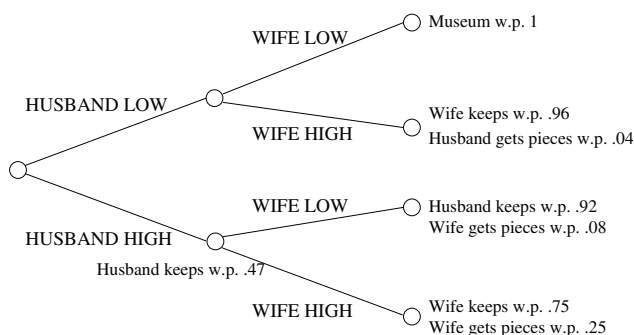 WIFE LOW
Museum w.p. 1
HUSBAND LOW
WIFE HIGH
Wife keeps w.p. .96
Husband gets pieces w.p. .04
WIFE LOW
Husband keeps w.p. .92
Wife gets pieces w.p. .08
HUSBAND HIGH
Husband keeps w.p. .47
WIFE HIGH
Wife keeps w.p. .75
Wife gets pieces w.p. .25